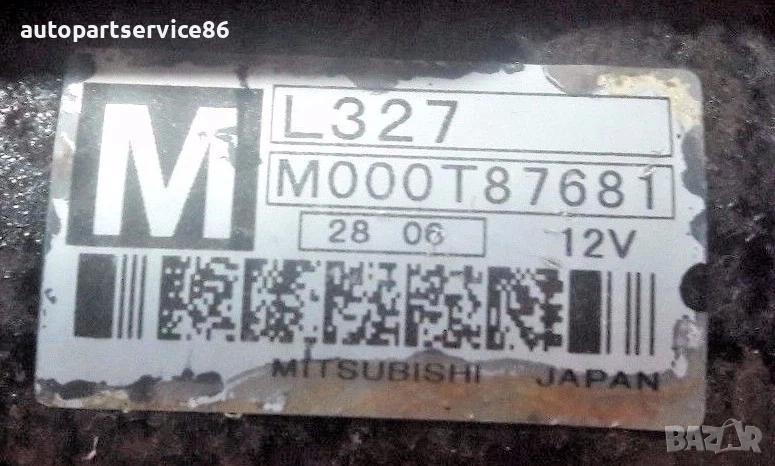 autopartservice86
M
L327
M000T87681
28 06
12V
MITSUBISHI JAPAN
BAZAR